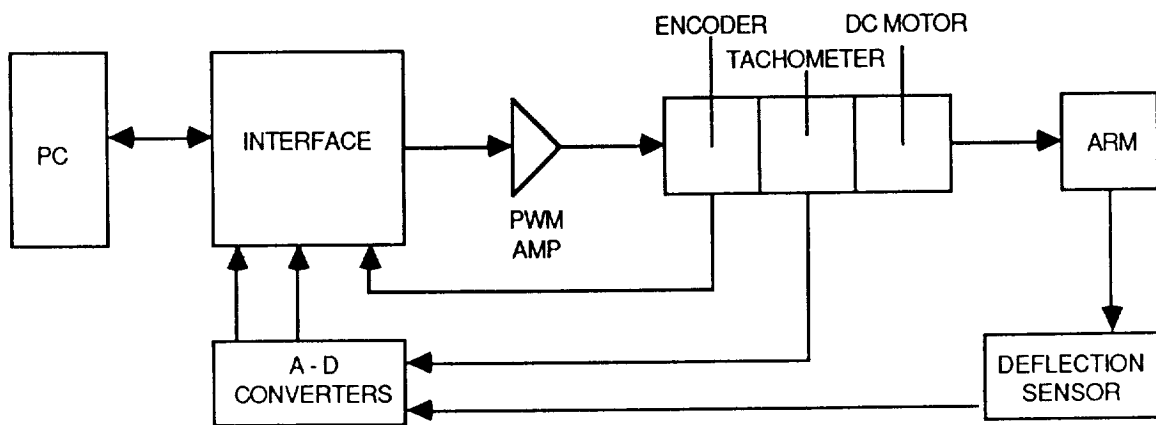 ENCODER
DC MOTOR
TACHOMETER
PC
INTERFACE
ARM
PWM
AMP
A - D
CONVERTERS
DEFLECTION
SENSOR